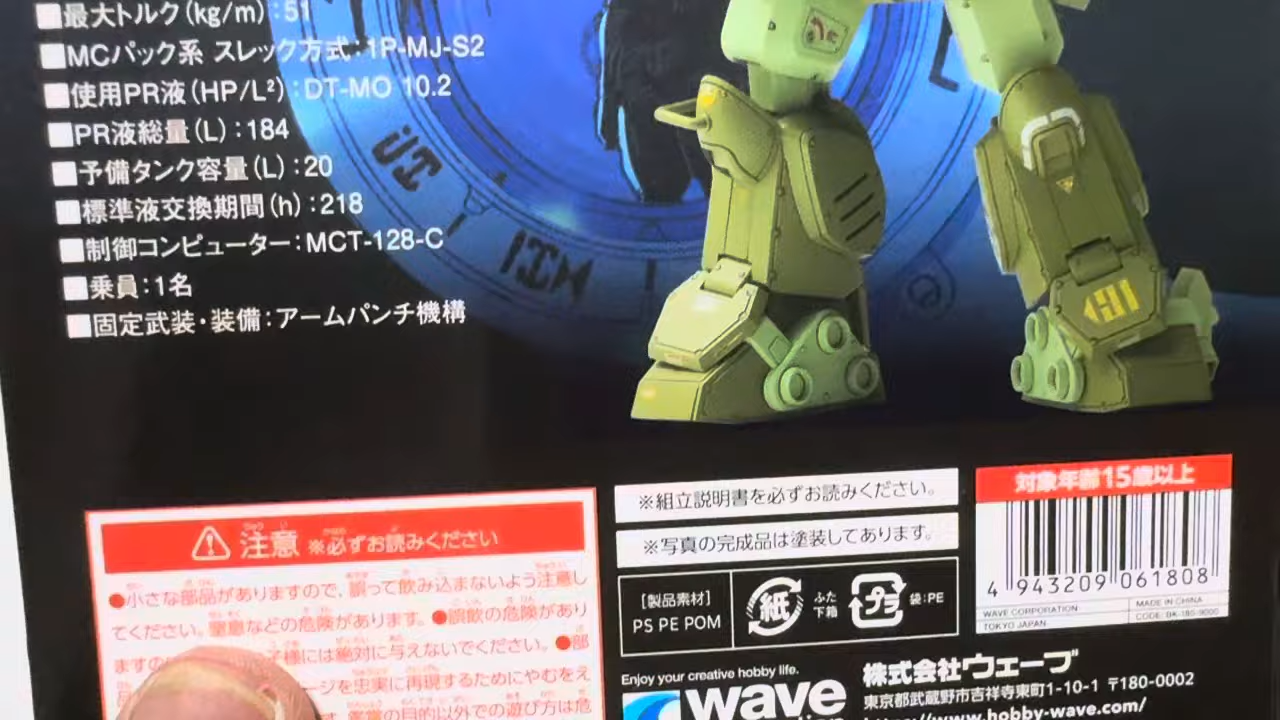 ■最大トルク(kg/m):51
■MCパック系 スレック方式:1P-MJ-S2
■使用PR液(HP/L²):DT-MO 10.2
■PR液総量(L):184
■予備タンク容量(L):20
■標準液交換期間(h):218
■制御コンピューター:MCT-128-C
■乗員:1名
■固定武装・装備:アームパンチ機構
注意 ※必ずお読みください
●小さな部品がありますので、誤って飲み込まないよう注意し
てください。窒息などの危険があります。●誤飲の危険があり
ますの
子様には絶対に与えないでください。●部
ージを忠実に再現するためにやむをえ
す。鑑賞の目的以外での遊び方は危
※組立説明書を必ずお読みください。
※写真の完成品は塗装してあります。
[製品素材]
PS PE POM
紙
ふた
下箱
プラ
袋:PE
対象年齢15歳以上
4 943209 061808
WAVE CORPORATION
TOKYO JAPAN
MADE IN CHINA
CODE: BK-185-9000
Enjoy your creative hobby life.
wave
株式会社ウェーブ
東京都武蔵野市吉祥寺東町1-10-1 〒180-0002
https://www.hobby-wave.com/